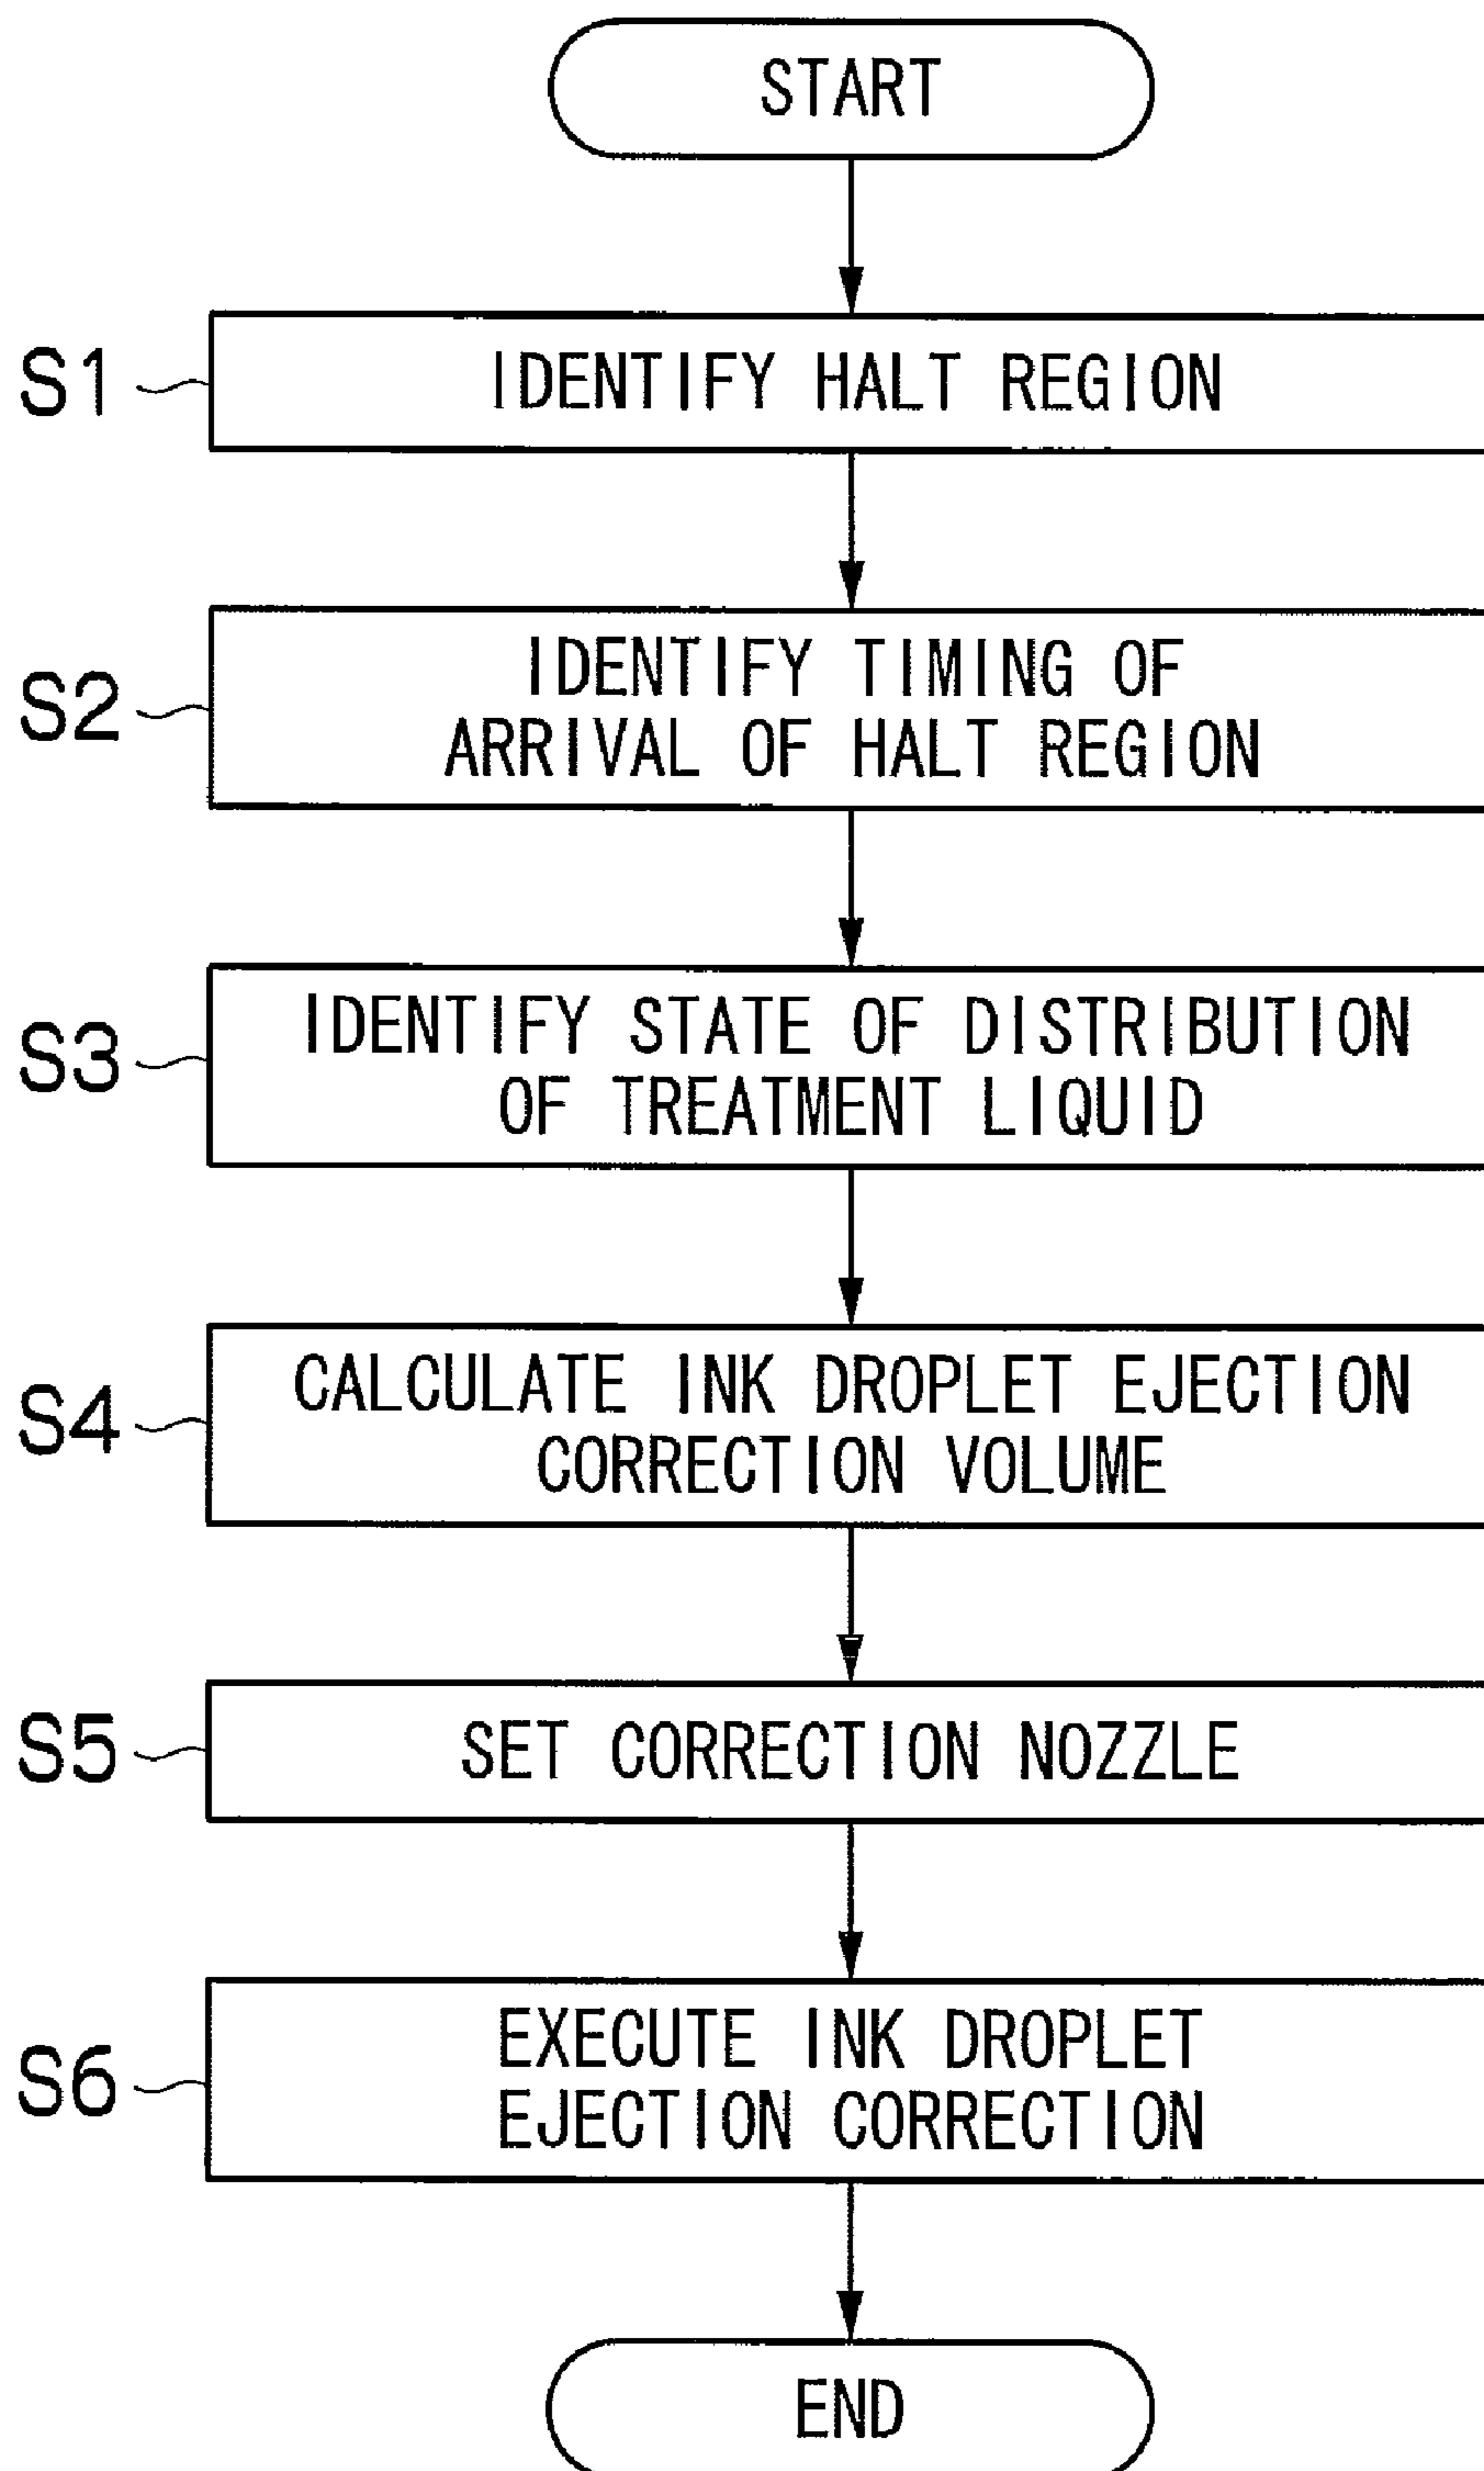 START
S1
IDENTIFY HALT REGION
S2
IDENTIFY TIMING OF
ARRIVAL OF HALT REGION
S3
IDENTIFY STATE OF DISTRIBUTION
OF TREATMENT LIQUID
S4
CALCULATE INK DROPLET EJECTION
CORRECTION VOLUME
S5
SET CORRECTION NOZZLE
S6
EXECUTE INK DROPLET
EJECTION CORRECTION
END